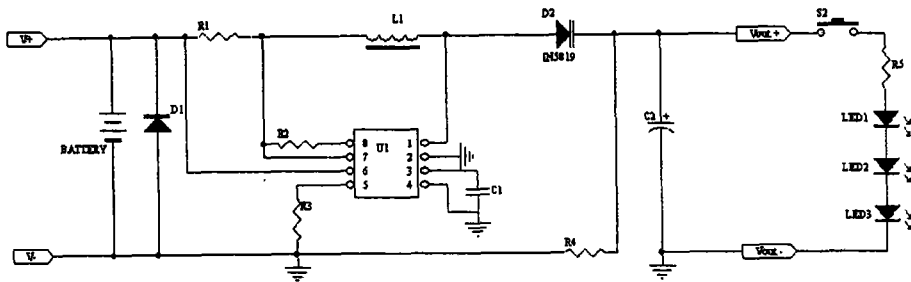 V+
R1
L1
D2
IN5819
Vout +
S2
R5
D1
BATTERY
R2
8
7
6
5
U1
1
2
3
4
C1
R3
R4
C2
+
LED1
LED2
LED3
V-
Vout -